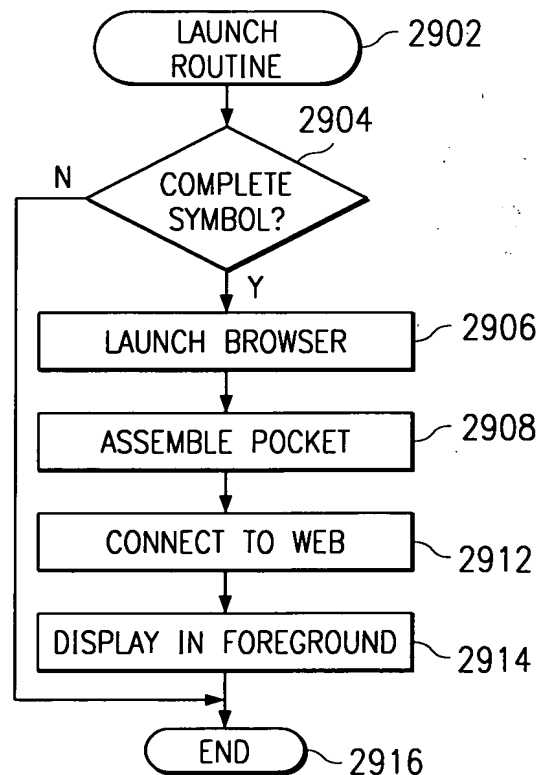 LAUNCH
ROUTINE
2902
2904
N
COMPLETE
SYMBOL?
Y
LAUNCH BROWSER
2906
ASSEMBLE POCKET
2908
CONNECT TO WEB
2912
DISPLAY IN FOREGROUND
2914
END
2916